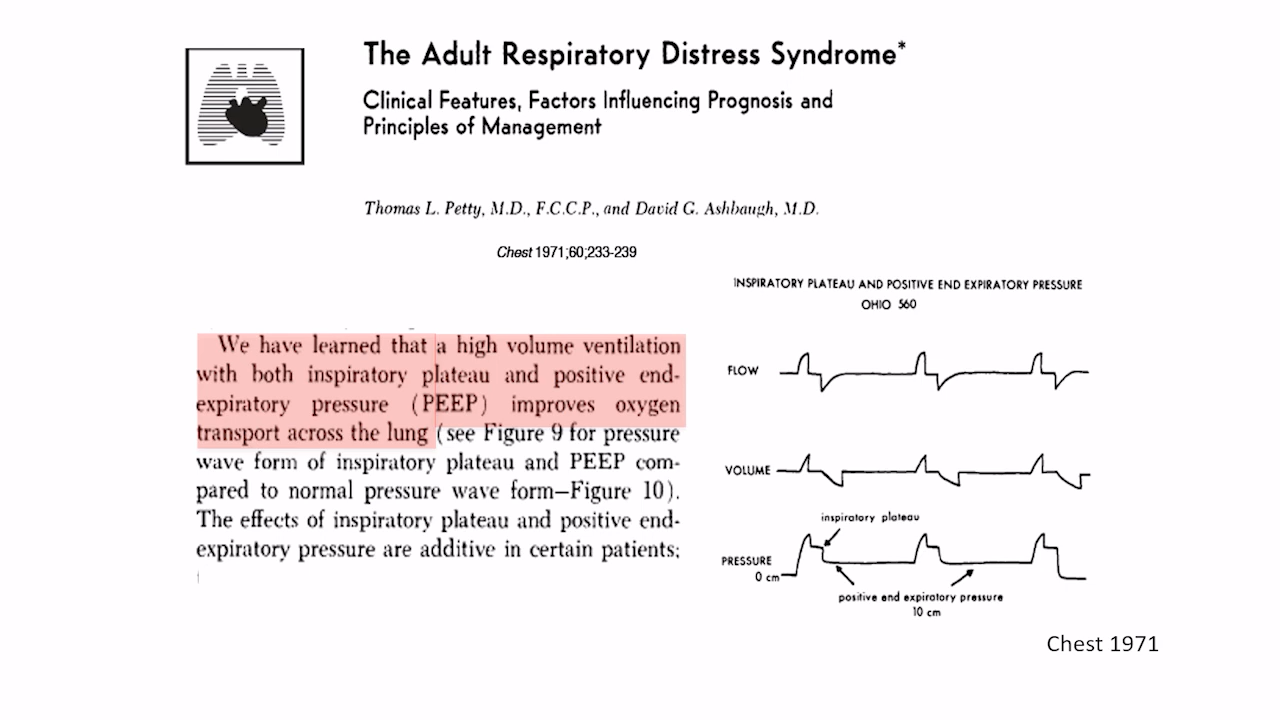 The Adult Respiratory Distress Syndrome*
Clinical Features, Factors Influencing Prognosis and
Principles of Management
Thomas L. Petty, M.D., F.C.C.P., and David G. Ashbaugh, M.D.
Chest 1971;60;233-239
We have learned that a high volume ventilation
with both inspiratory plateau and positive end-
expiratory pressure (PEEP) improves oxygen
transport across the lung (see Figure 9 for pressure
wave form of inspiratory plateau and PEEP com-
pared to normal pressure wave form—Figure 10).
The effects of inspiratory plateau and positive end-
expiratory pressure are additive in certain patients;
INSPIRATORY PLATEAU AND POSITIVE END EXPIRATORY PRESSURE
OHIO 560
FLOW
VOLUME
inspiratory plateau
PRESSURE
0 cm
positive end expiratory pressure
10 cm
Chest 1971